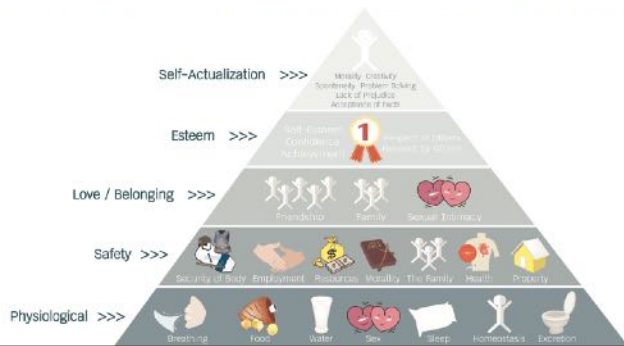 Self-Actualization >>>
Morality Creativity
Spontaneity Problem Solving
Lack of Prejudice
Acceptance of Facts
Esteem >>>
Self-Esteem
Confidence
Achievement
1
Respect of Others
Respect by Others
Love / Belonging >>>
Friendship Family Sexual Intimacy
Safety >>>
Security of Body Employment Resources Morality The Family Health Property
Physiological >>>
Breathing Food Water Sex Sleep Homeostasis Excretion